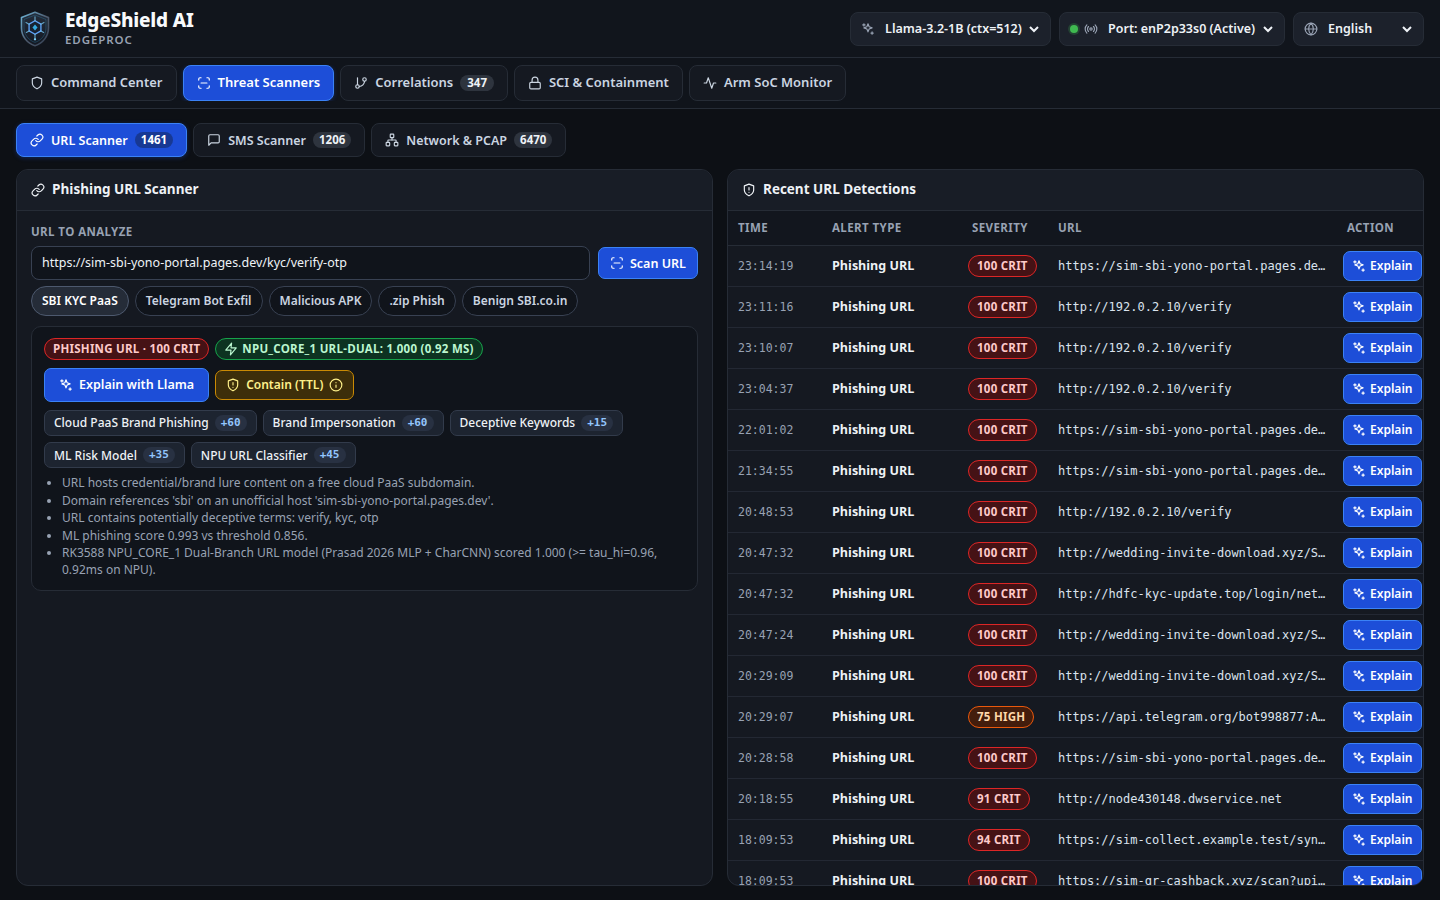 EdgeShield AI
EDGEPROC
Llama-3.2-1B (ctx=512)
Port: enP2p33s0 (Active)
English
Command Center
Threat Scanners
Correlations 347
SCI & Containment
Arm SoC Monitor
URL Scanner 1461
SMS Scanner 1206
Network & PCAP 6470
Phishing URL Scanner
URL TO ANALYZE
https://sim-sbi-yono-portal.pages.dev/kyc/verify-otp
Scan URL
SBI KYC PaaS
Telegram Bot Exfil
Malicious APK
.zip Phish
Benign SBI.co.in
PHISHING URL · 100 CRIT
NPU_CORE_1 URL-DUAL: 1.000 (0.92 MS)
Explain with Llama
Contain (TTL)
Cloud PaaS Brand Phishing +60
Brand Impersonation +60
Deceptive Keywords +15
ML Risk Model +35
NPU URL Classifier +45
• URL hosts credential/brand lure content on a free cloud PaaS subdomain.
• Domain references 'sbi' on an unofficial host 'sim-sbi-yono-portal.pages.dev'.
• URL contains potentially deceptive terms: verify, kyc, otp
• ML phishing score 0.993 vs threshold 0.856.
• RK3588 NPU_CORE_1 Dual-Branch URL model (Prasad 2026 MLP + CharCNN) scored 1.000 (>= tau_hi=0.96,
0.92ms on NPU).
Recent URL Detections
TIME ALERT TYPE SEVERITY URL ACTION
23:14:19 Phishing URL 100 CRIT https://sim-sbi-yono-portal.pages.de… Explain
23:11:16 Phishing URL 100 CRIT http://192.0.2.10/verify Explain
23:10:07 Phishing URL 100 CRIT http://192.0.2.10/verify Explain
23:04:37 Phishing URL 100 CRIT http://192.0.2.10/verify Explain
22:01:02 Phishing URL 100 CRIT https://sim-sbi-yono-portal.pages.de… Explain
21:34:55 Phishing URL 100 CRIT https://sim-sbi-yono-portal.pages.de… Explain
20:48:53 Phishing URL 100 CRIT http://192.0.2.10/verify Explain
20:47:32 Phishing URL 100 CRIT http://wedding-invite-download.xyz/S… Explain
20:47:32 Phishing URL 100 CRIT http://hdfc-kyc-update.top/login/net… Explain
20:47:24 Phishing URL 100 CRIT http://wedding-invite-download.xyz/S… Explain
20:29:09 Phishing URL 100 CRIT http://wedding-invite-download.xyz/S… Explain
20:29:07 Phishing URL 75 HIGH https://api.telegram.org/bot998877:A… Explain
20:28:58 Phishing URL 100 CRIT https://sim-sbi-yono-portal.pages.de… Explain
20:18:55 Phishing URL 91 CRIT http://node430148.dwservice.net Explain
18:09:53 Phishing URL 94 CRIT https://sim-collect.example.test/syn… Explain
18:09:53 Phishing URL 100 CRIT https://sim-qr-cashback.xyz/scan?upi… Explain